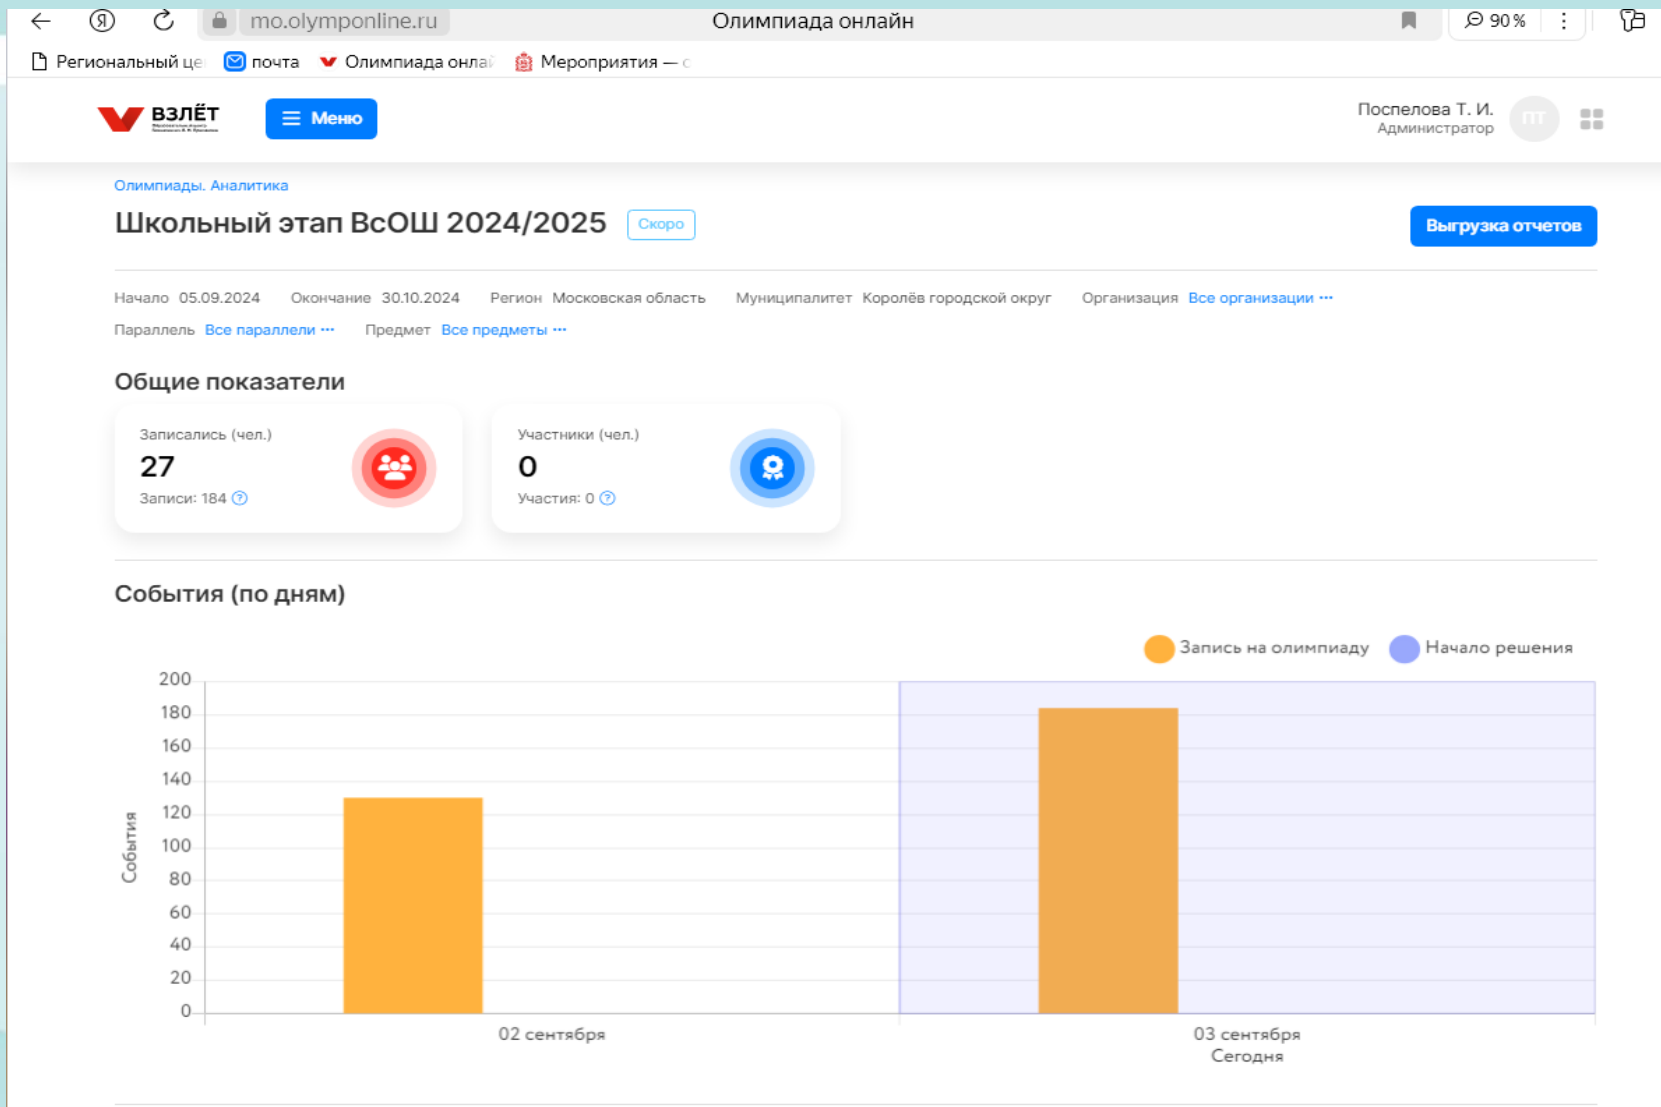 Я mo.olymponline.ru Олимпиада онлайн 90 %
Региональный це почта Олимпиада онлай Мероприятия — с
ВЗЛЁТ Меню
Поспелова Т. И.
Администратор
ПТ
Олимпиады. Аналитика
Школьный этап ВсОШ 2024/2025 Скоро Выгрузка отчетов
Начало 05.09.2024 Окончание 30.10.2024 Регион Московская область Муниципалитет Королёв городской округ Организация Все организации ···
Параллель Все параллели ··· Предмет Все предметы ···
Общие показатели
Записались (чел.)
27
Записи: 184 ?
Участники (чел.)
0
Участия: 0 ?
События (по дням)
Запись на олимпиаду Начало решения
События
200
180
160
140
120
100
80
60
40
20
0
02 сентября
03 сентября
Сегодня